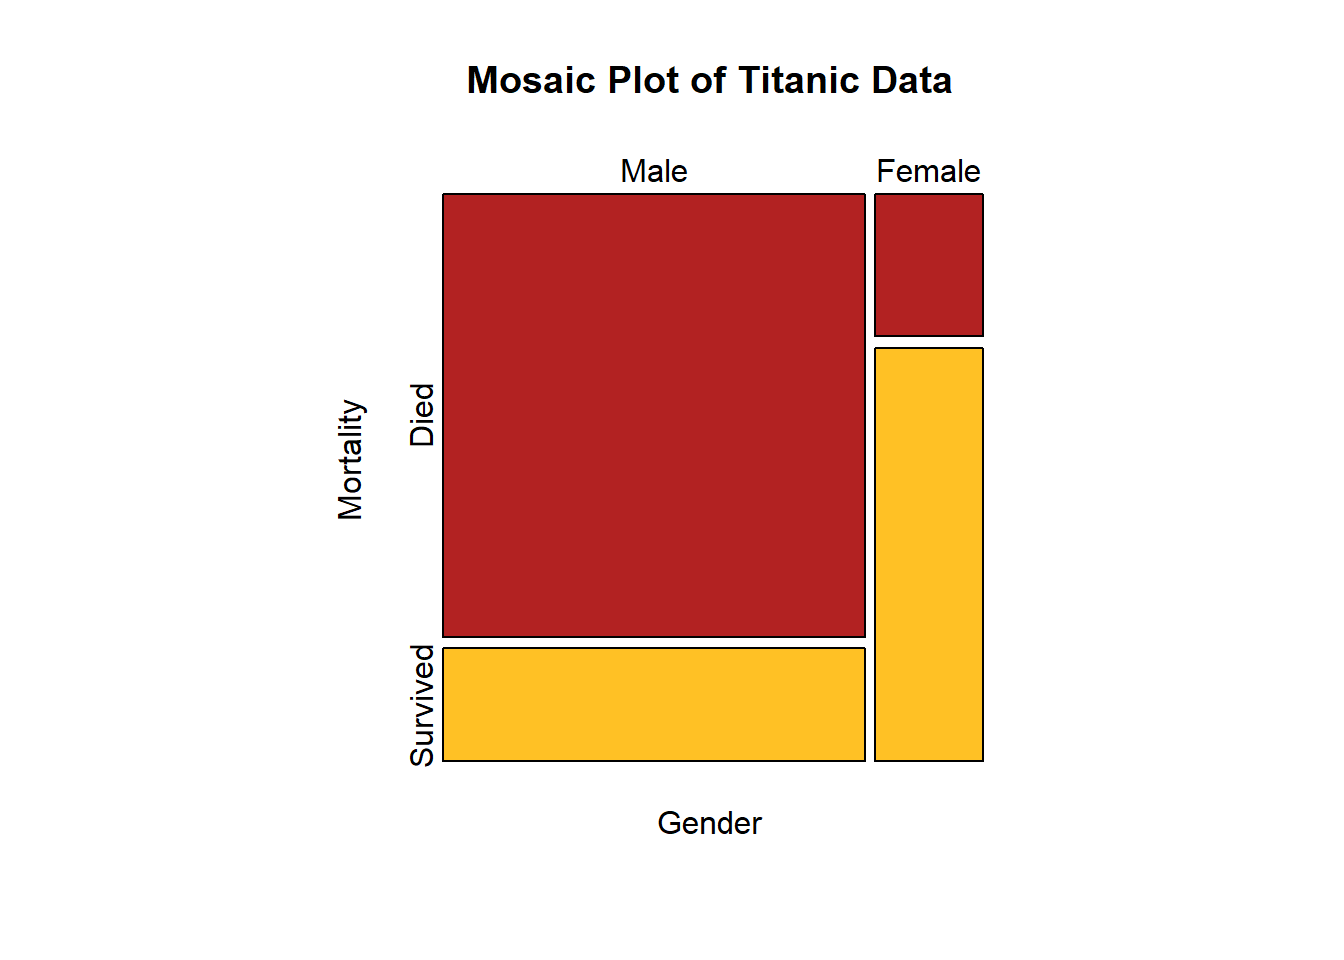 Mosaic Plot of Titanic Data
Male
Female
Mortality
Died
Survived
Gender